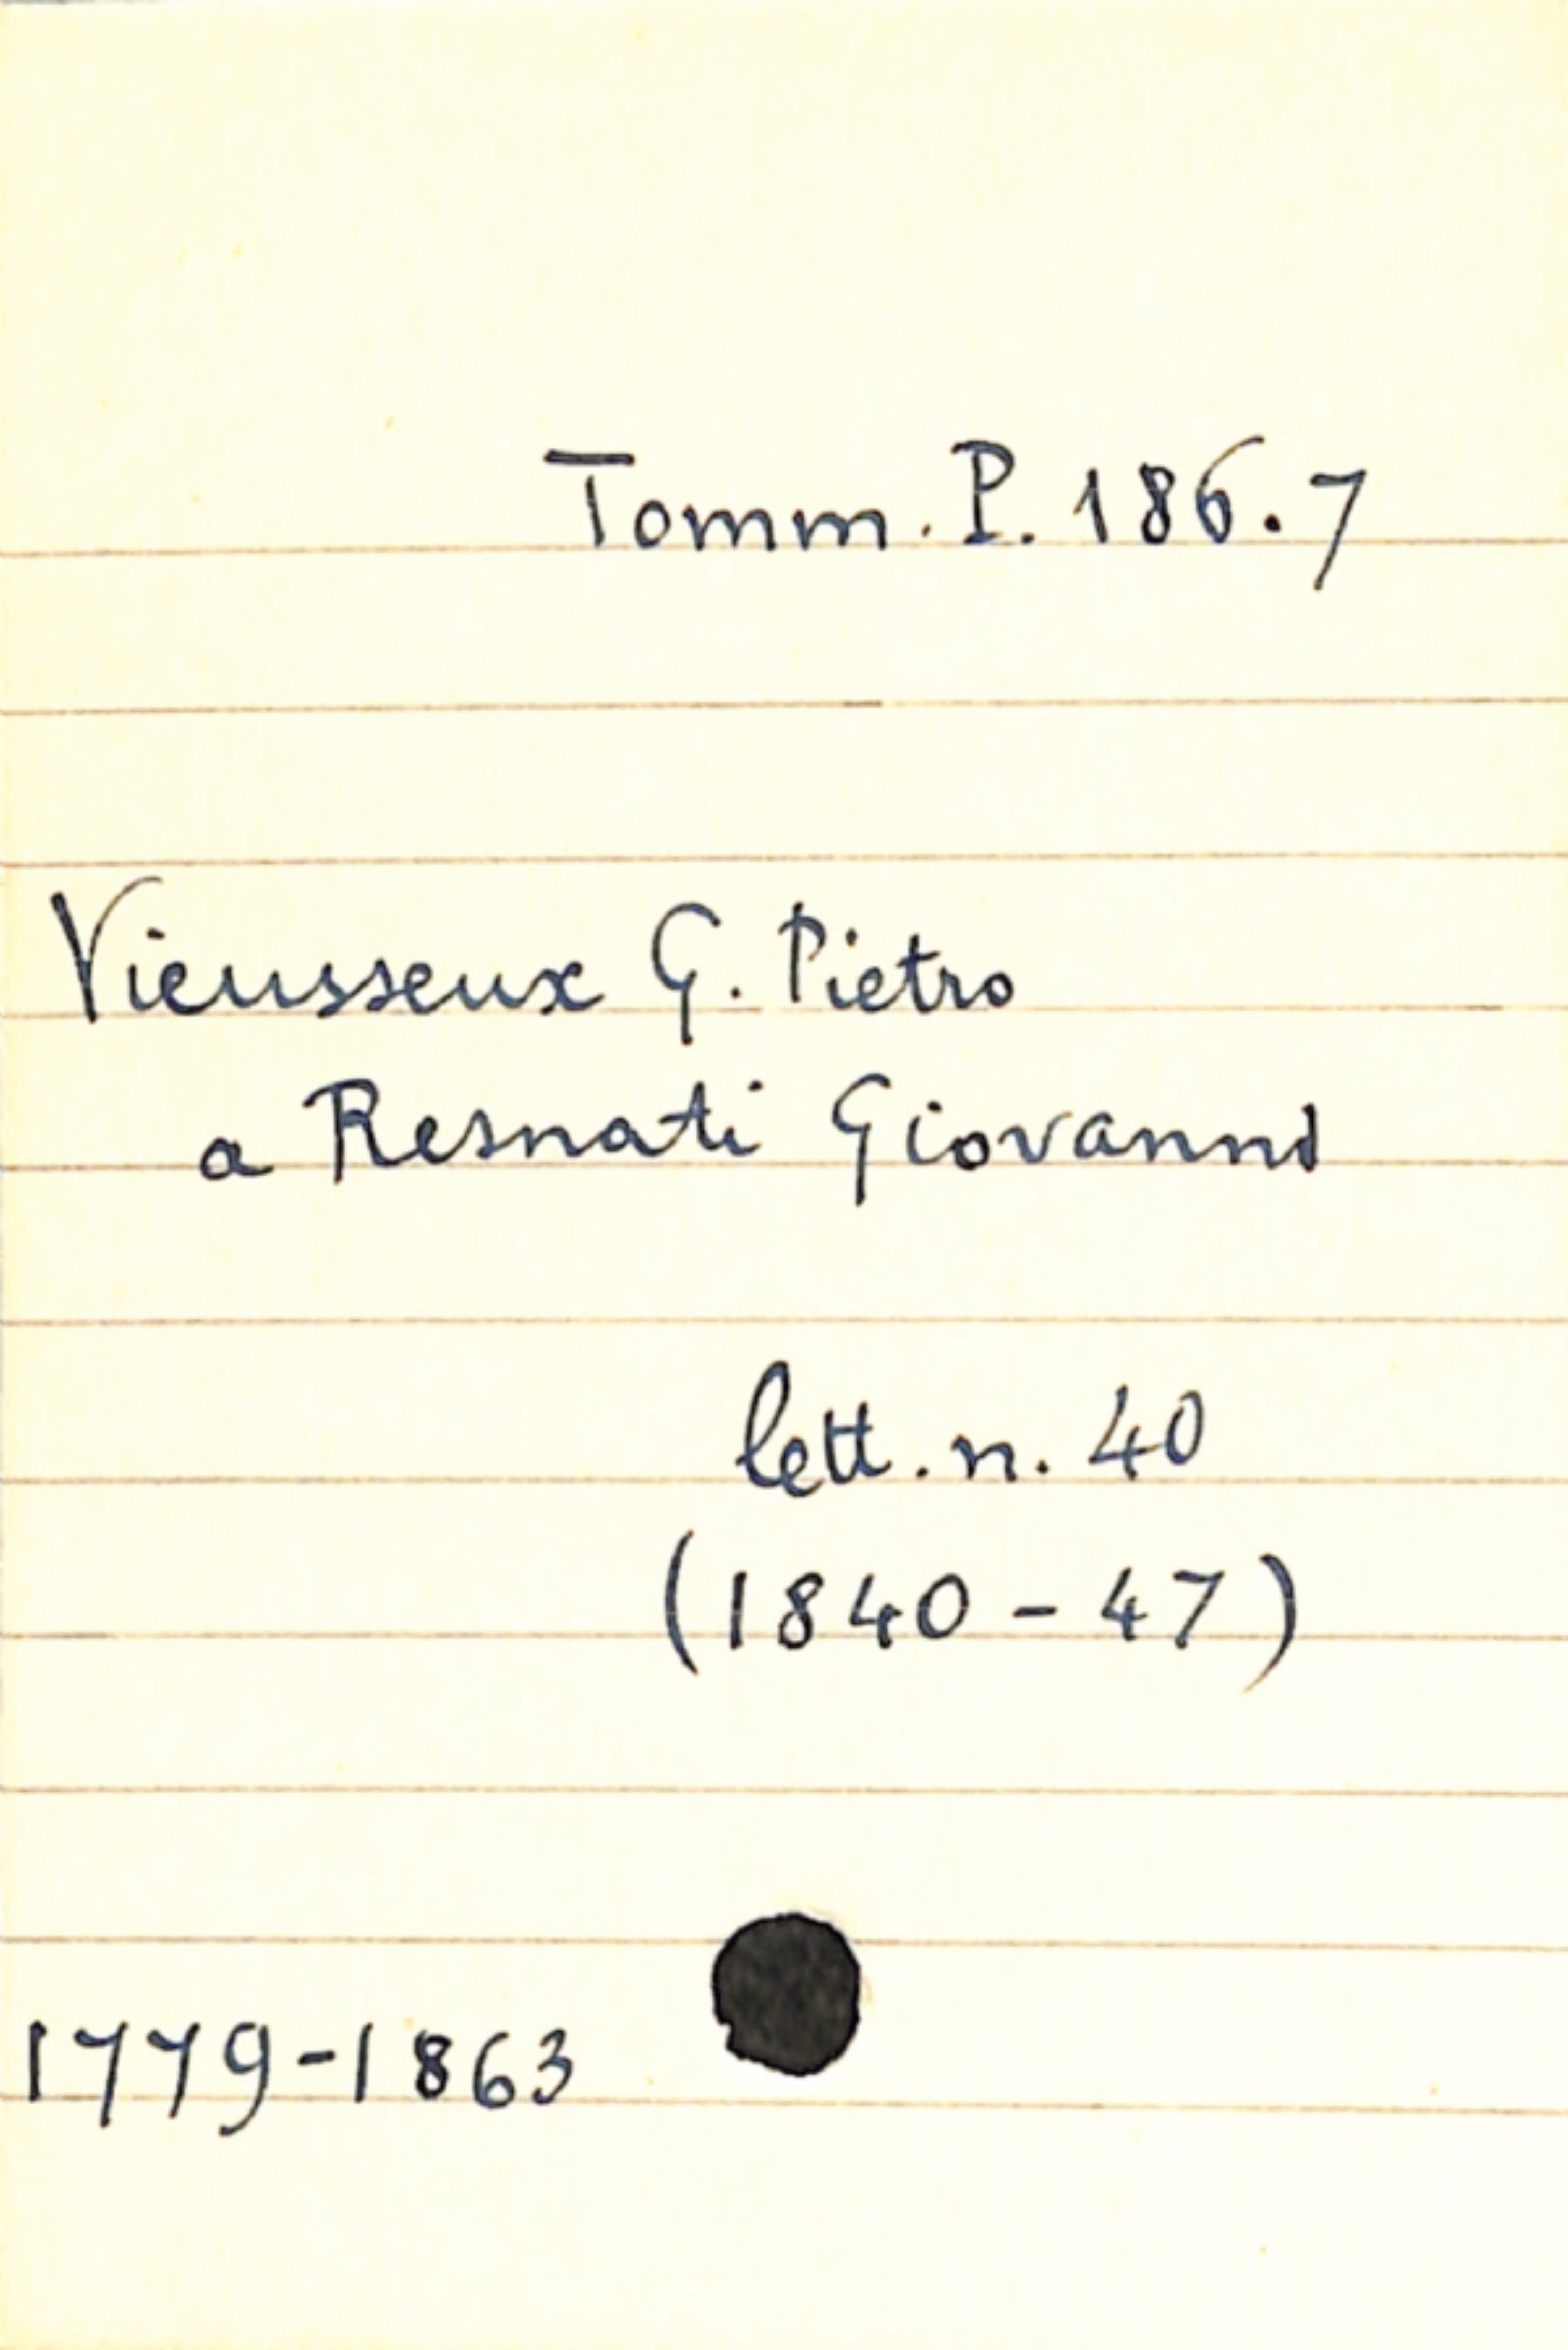 Tomm. P. 186.7
Vieusseux G. Pietro
a Resnati Giovanni
lett. n. 40
(1840-47)
1779-1863